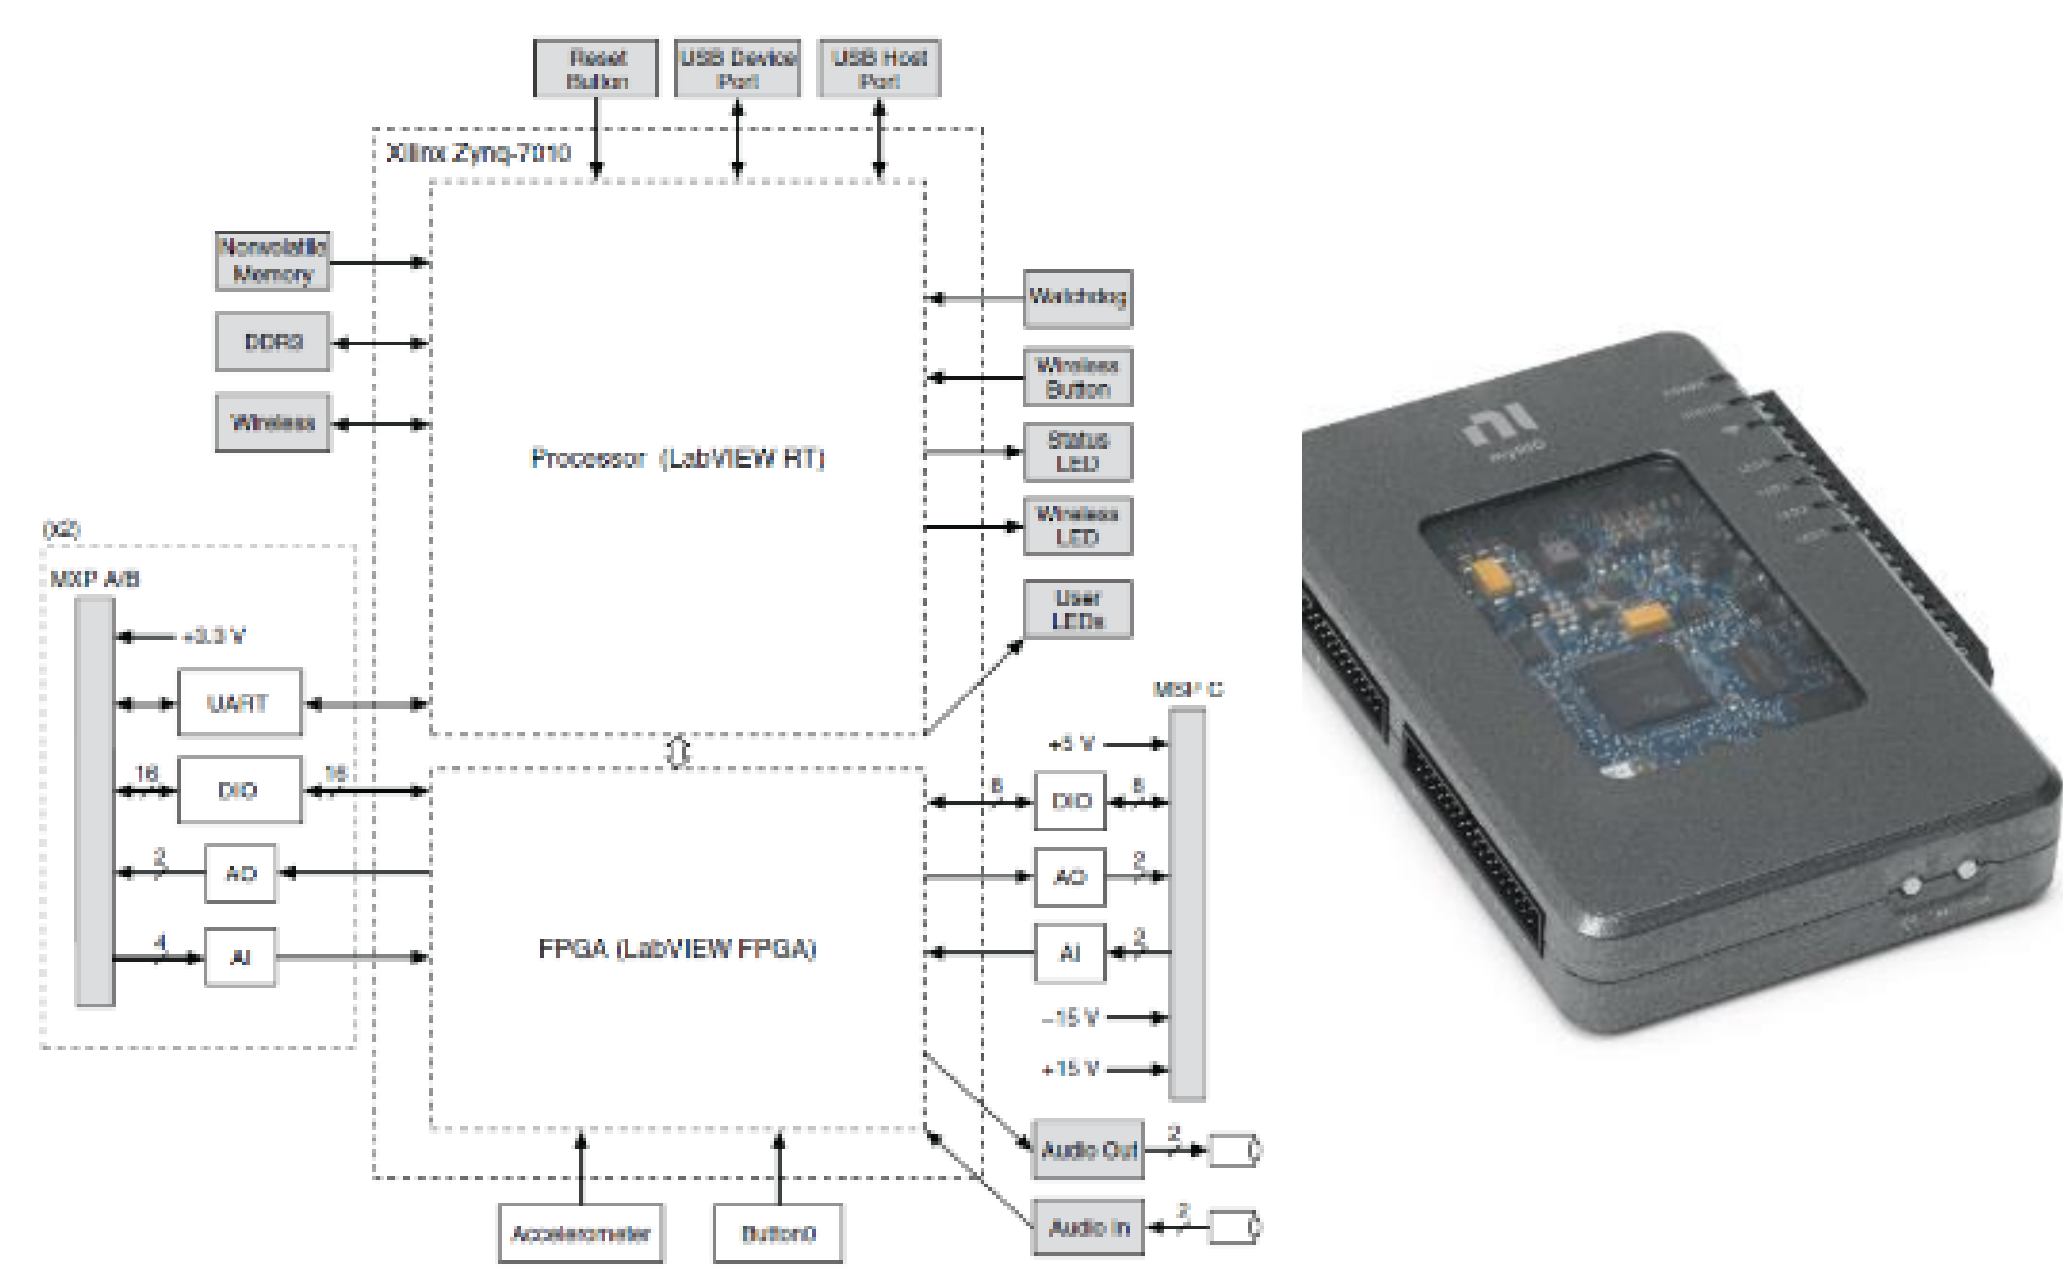 Reset
Button
USB Device
Port
USB Host
Port
Xilinx Zynq-7010
Nonvolatile
Memory
DDR3
Wireless
Processor (LabVIEW RT)
Watchdog
Wireless
Button
Status
LED
Wireless
LED
User
LEDs
(x2)
MXP A/B
+3.3 V
UART
16
DIO
16
2
AO
4
AI
FPGA (LabVIEW FPGA)
MSP C
+5 V
8
DIO
8
AO
2
AI
2
–15 V
+15 V
Audio Out
2
Audio In
2
Accelerometer
Button0
NI
myRIO